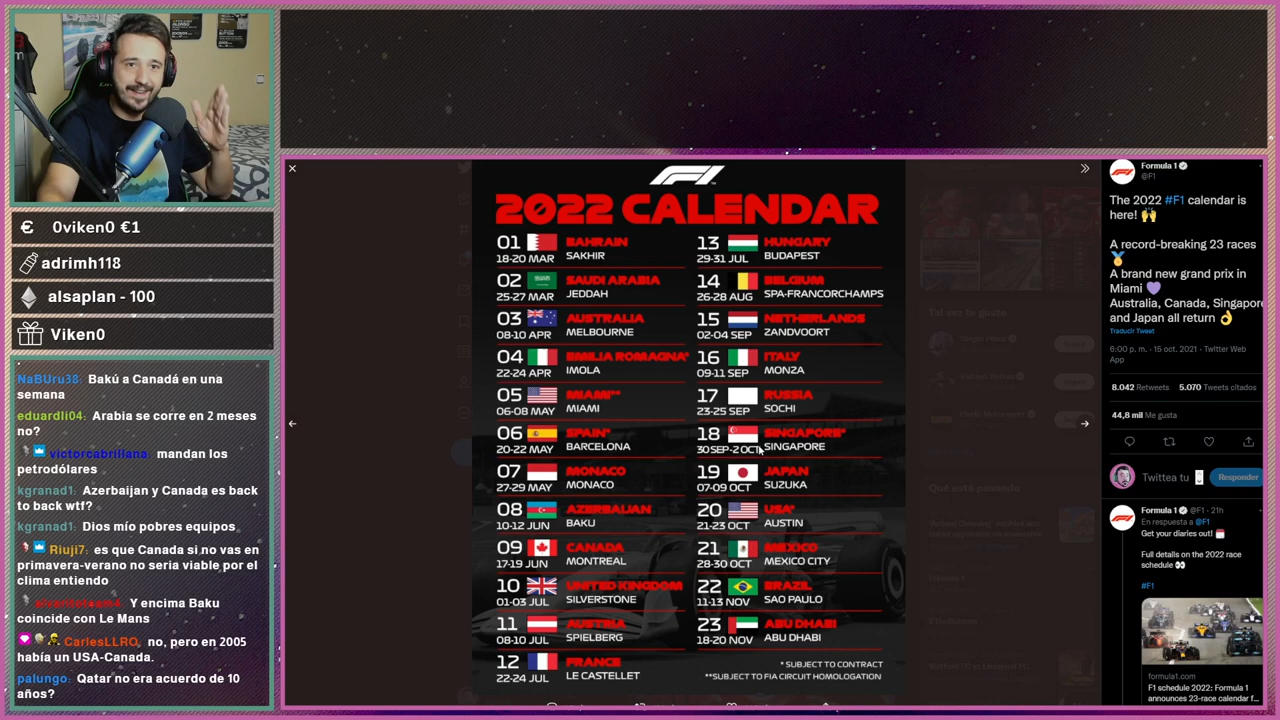 0viken0 €1
adrimh118
alsaplan - 100
Viken0
NaBUru38: Bakú a Canadá en una
semana
eduardli04: Arabia se corre en 2 meses
no?
victorcabrillana: mandan los
petrodólares
kgranad1: Azerbaijan y Canada es back
to back wtf?
kgranad1: Dios mío pobres equipos
Riuji7: es que Canada si no vas en
primavera-verano no seria viable por el
clima entiendo
Y encima Baku
coincide con Le Mans
CarlesLLRO: no, pero en 2005
había un USA-Canada.
palungo: Qatar no era acuerdo de 10
años?
F1
2022 CALENDAR
01 BAHRAIN
18-20 MAR SAKHIR
02 SAUDI ARABIA
25-27 MAR JEDDAH
03 AUSTRALIA
08-10 APR MELBOURNE
04 EMILIA ROMAGNA*
22-24 APR IMOLA
05 MIAMI**
06-08 MAY MIAMI
06 SPAIN*
20-22 MAY BARCELONA
07 MONACO
27-29 MAY MONACO
08 AZERBAIJAN
10-12 JUN BAKU
09 CANADA
17-19 JUN MONTREAL
10 UNITED KINGDOM
01-03 JUL SILVERSTONE
11 AUSTRIA
08-10 JUL SPIELBERG
12 FRANCE
22-24 JUL LE CASTELLET
13 HUNGARY
29-31 JUL BUDAPEST
14 BELGIUM
26-28 AUG SPA-FRANCORCHAMPS
15 NETHERLANDS
02-04 SEP ZANDVOORT
16 ITALY
09-11 SEP MONZA
17 RUSSIA
23-25 SEP SOCHI
18 SINGAPORE*
30 SEP-2 OCT SINGAPORE
19 JAPAN
07-09 OCT SUZUKA
20 USA*
21-23 OCT AUSTIN
21 MEXICO
28-30 OCT MEXICO CITY
22 BRAZIL
11-13 NOV SAO PAULO
23 ABU DHABI
18-20 NOV ABU DHABI
* SUBJECT TO CONTRACT
**SUBJECT TO FIA CIRCUIT HOMOLOGATION
Formula 1
@F1
The 2022 #F1 calendar is
here!
A record-breaking 23 races
A brand new grand prix in
Miami
Australia, Canada, Singapore
and Japan all return
Traducir Tweet
6:00 p. m. · 15 oct. 2021 · Twitter Web
App
8.042 Retweets 5.070 Tweets citados
44,8 mil Me gusta
Twittea tu
Responder
Formula 1 @F1 · 21h
En respuesta a @F1
Get your diaries out!
Full details on the 2022 race
schedule
#F1
formula1.com
F1 schedule 2022: Formula 1
announces 23-race calendar f...